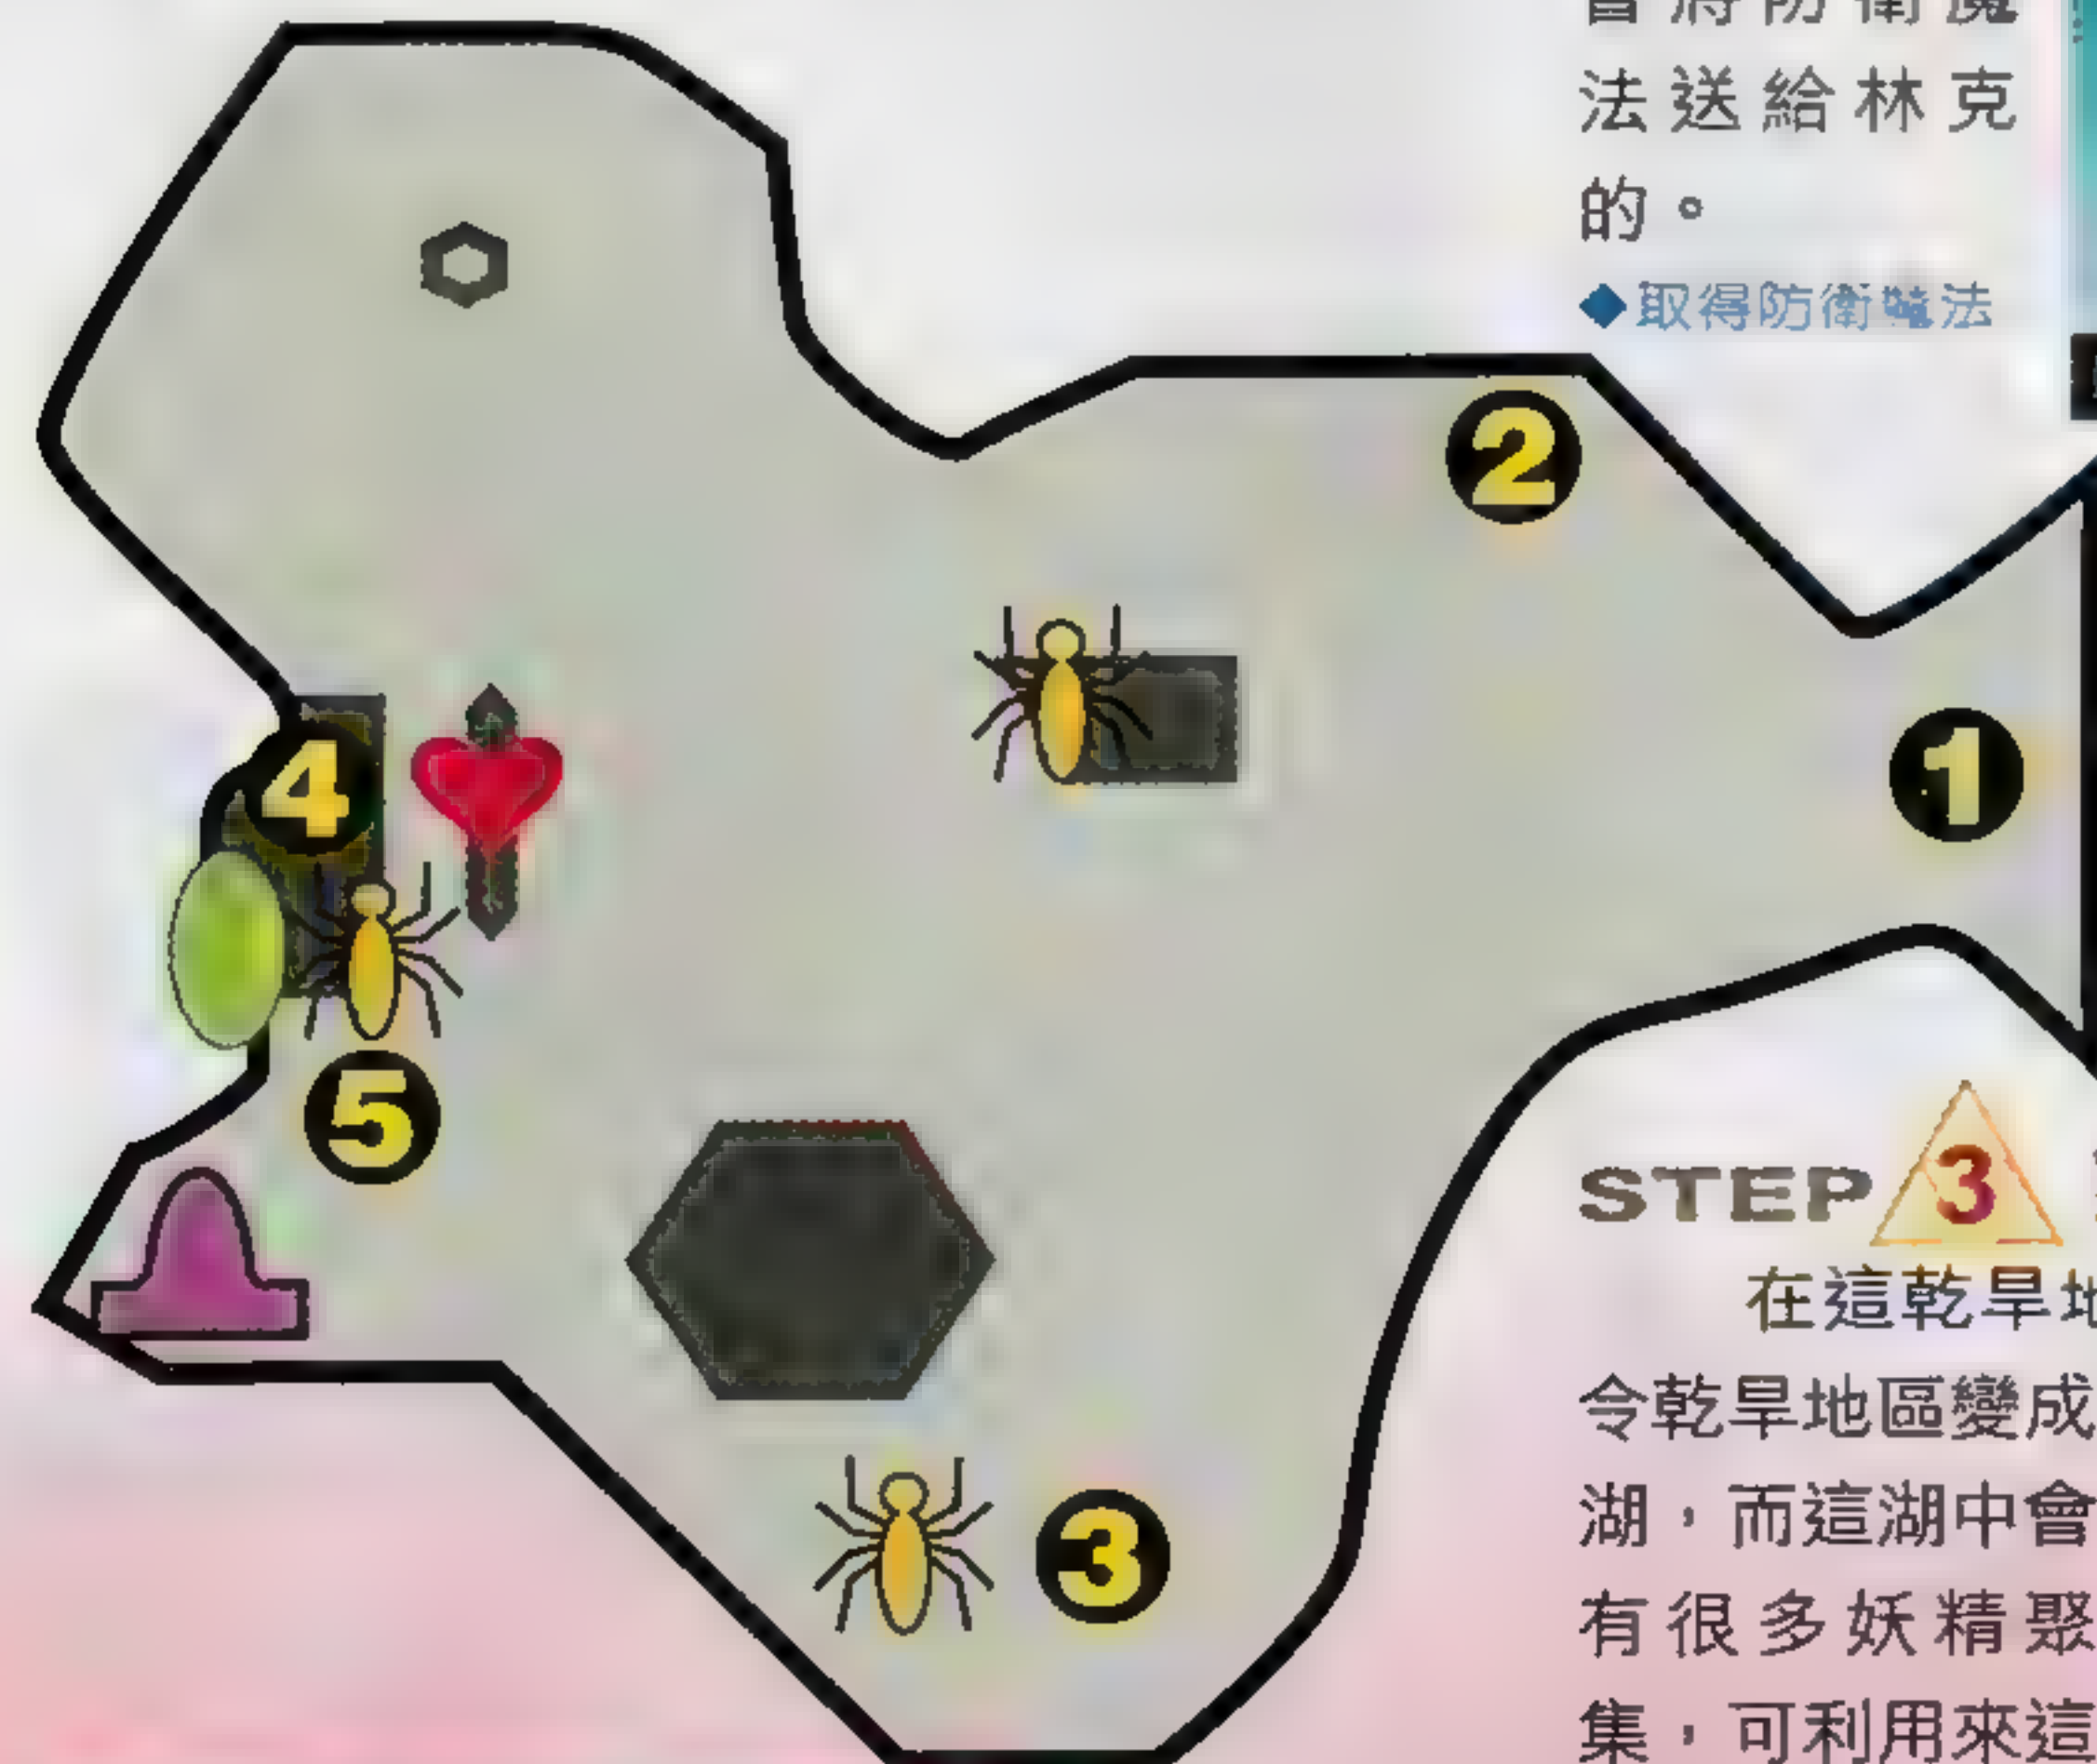 法送給林克
的。
◆取得防衛魔法
2
1
4
5
3
STEP 3
在這乾旱地
令乾旱地區變成
湖，而這湖中會
有很多妖精聚
集，可利用來這